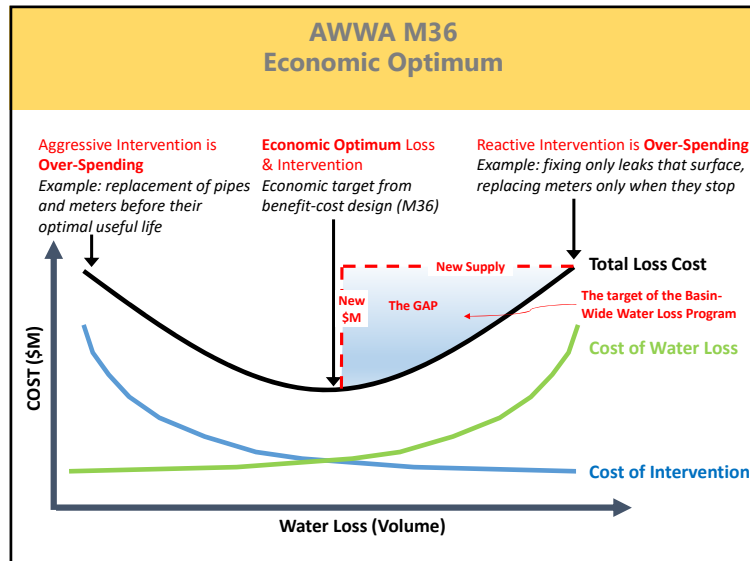 AWWA M36
Economic Optimum
Aggressive Intervention is
Over-Spending
Example: replacement of pipes
and meters before their
optimal useful life
Economic Optimum Loss
& Intervention
Economic target from
benefit-cost design (M36)
Reactive Intervention is Over-Spending
Example: fixing only leaks that surface,
replacing meters only when they stop
New Supply
Total Loss Cost
New
$M
The GAP
The target of the Basin-
Wide Water Loss Program
Cost of Water Loss
COST ($M)
Cost of Intervention
Water Loss (Volume)